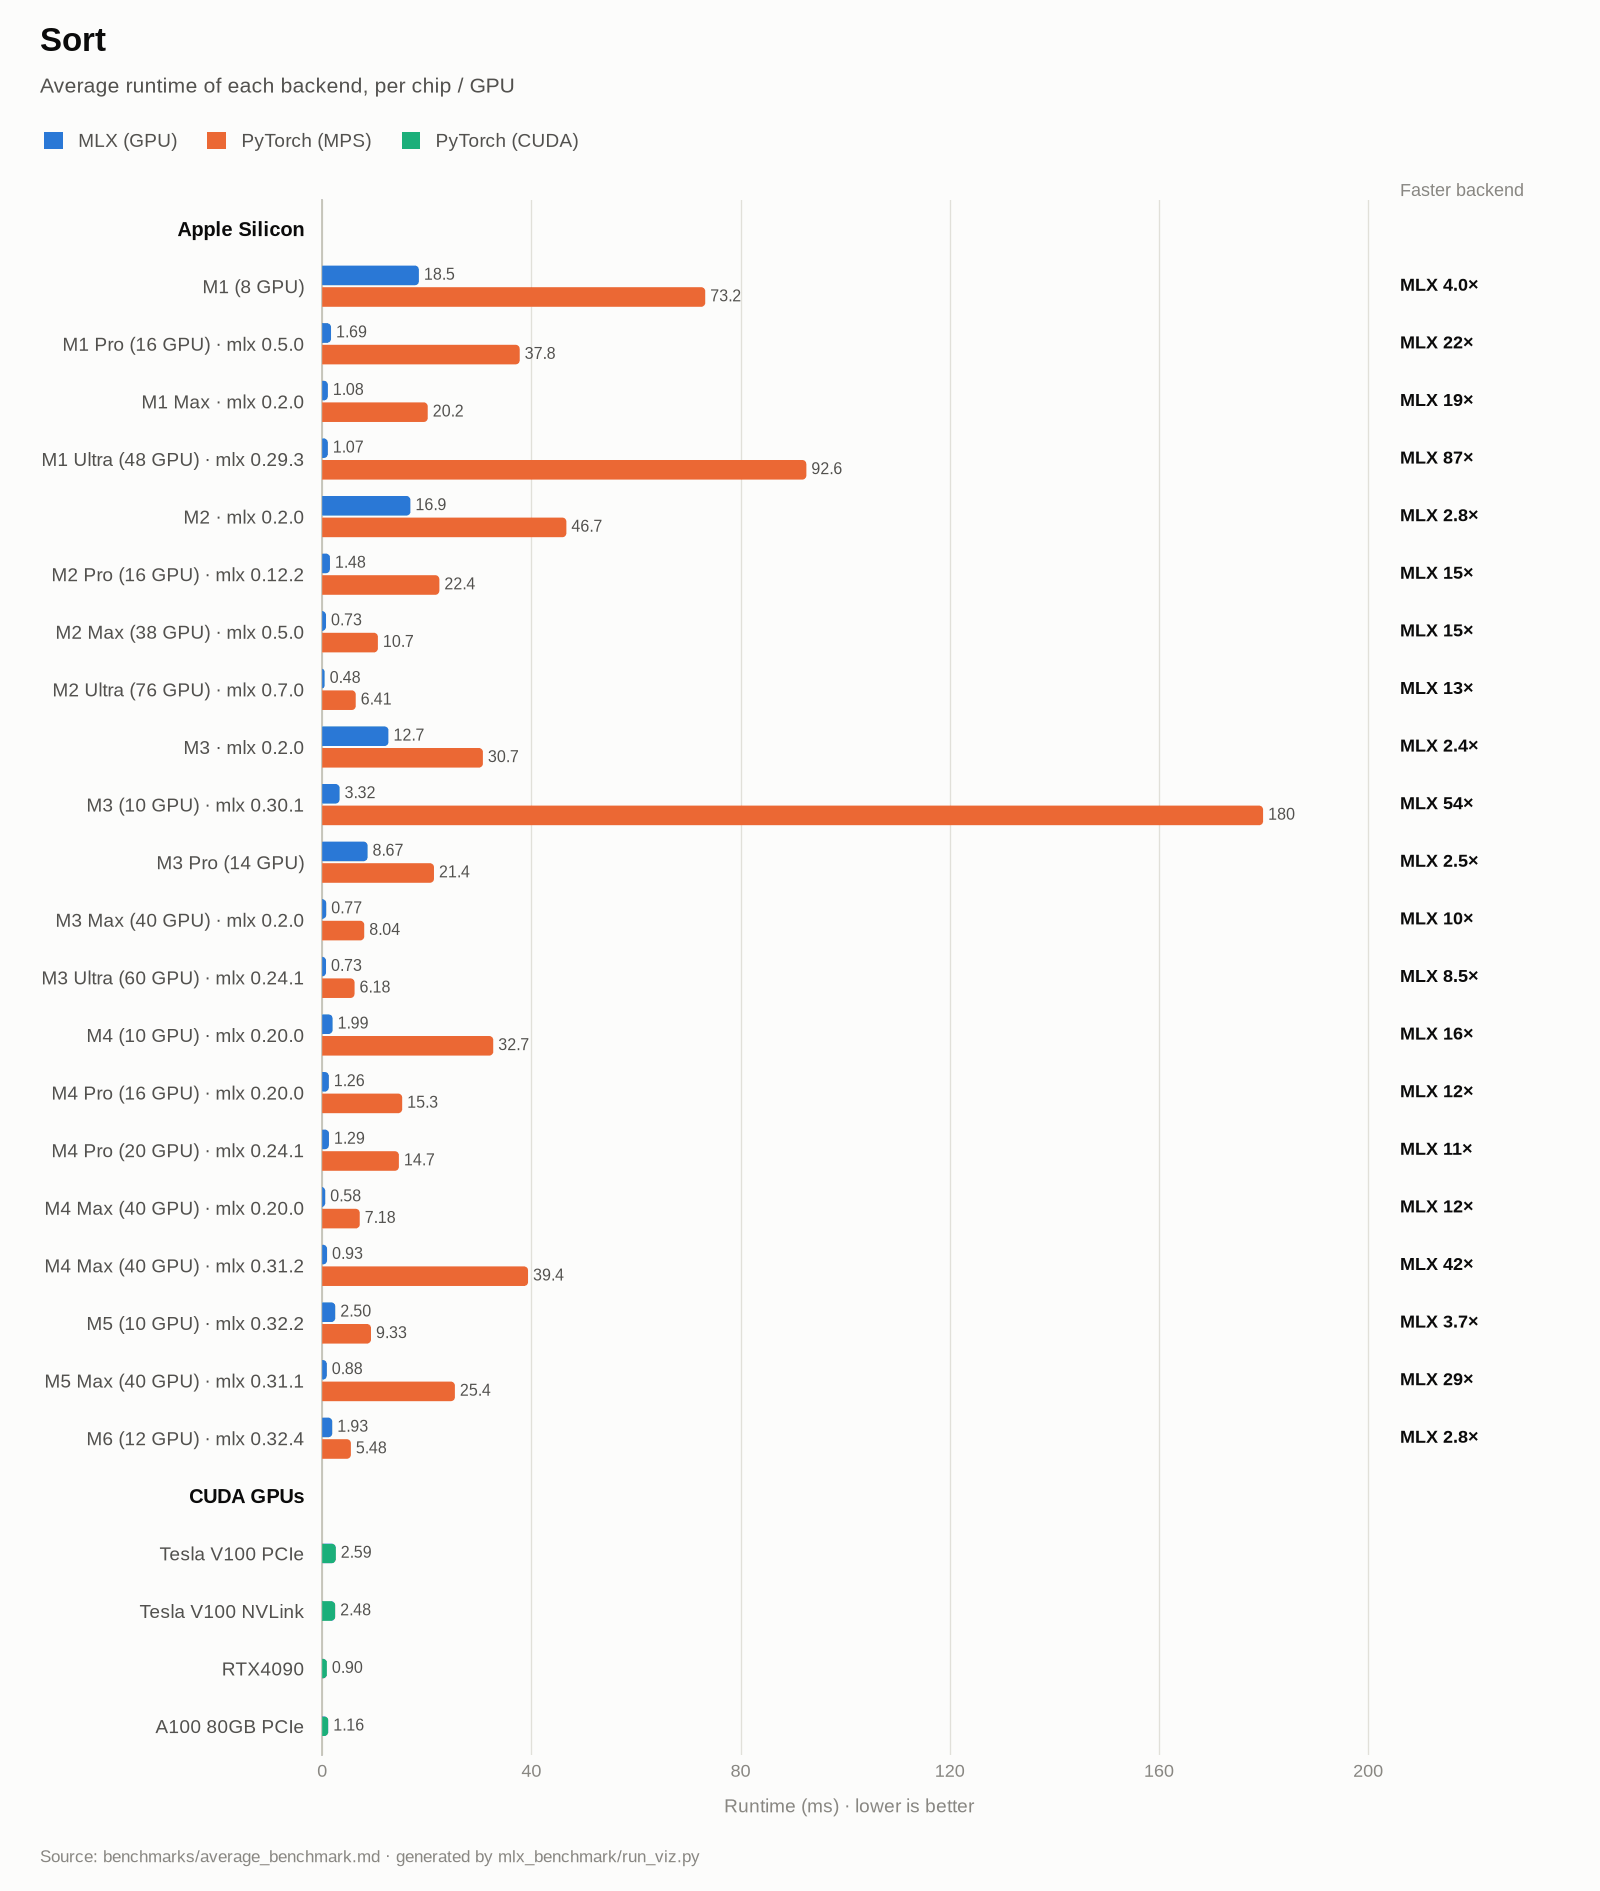 Sort
Average runtime of each backend, per chip / GPU
MLX (GPU) PyTorch (MPS) PyTorch (CUDA)
Faster backend
Apple Silicon
M1 (8 GPU) 18.5 73.2 MLX 4.0×
M1 Pro (16 GPU) · mlx 0.5.0 1.69 37.8 MLX 22×
M1 Max · mlx 0.2.0 1.08 20.2 MLX 19×
M1 Ultra (48 GPU) · mlx 0.29.3 1.07 92.6 MLX 87×
M2 · mlx 0.2.0 16.9 46.7 MLX 2.8×
M2 Pro (16 GPU) · mlx 0.12.2 1.48 22.4 MLX 15×
M2 Max (38 GPU) · mlx 0.5.0 0.73 10.7 MLX 15×
M2 Ultra (76 GPU) · mlx 0.7.0 0.48 6.41 MLX 13×
M3 · mlx 0.2.0 12.7 30.7 MLX 2.4×
M3 (10 GPU) · mlx 0.30.1 3.32 180 MLX 54×
M3 Pro (14 GPU) 8.67 21.4 MLX 2.5×
M3 Max (40 GPU) · mlx 0.2.0 0.77 8.04 MLX 10×
M3 Ultra (60 GPU) · mlx 0.24.1 0.73 6.18 MLX 8.5×
M4 (10 GPU) · mlx 0.20.0 1.99 32.7 MLX 16×
M4 Pro (16 GPU) · mlx 0.20.0 1.26 15.3 MLX 12×
M4 Pro (20 GPU) · mlx 0.24.1 1.29 14.7 MLX 11×
M4 Max (40 GPU) · mlx 0.20.0 0.58 7.18 MLX 12×
M4 Max (40 GPU) · mlx 0.31.2 0.93 39.4 MLX 42×
M5 (10 GPU) · mlx 0.32.2 2.50 9.33 MLX 3.7×
M5 Max (40 GPU) · mlx 0.31.1 0.88 25.4 MLX 29×
M6 (12 GPU) · mlx 0.32.4 1.93 5.48 MLX 2.8×
CUDA GPUs
Tesla V100 PCIe 2.59
Tesla V100 NVLink 2.48
RTX4090 0.90
A100 80GB PCIe 1.16
0 40 80 120 160 200
Runtime (ms) · lower is better
Source: benchmarks/average_benchmark.md · generated by mlx_benchmark/run_viz.py